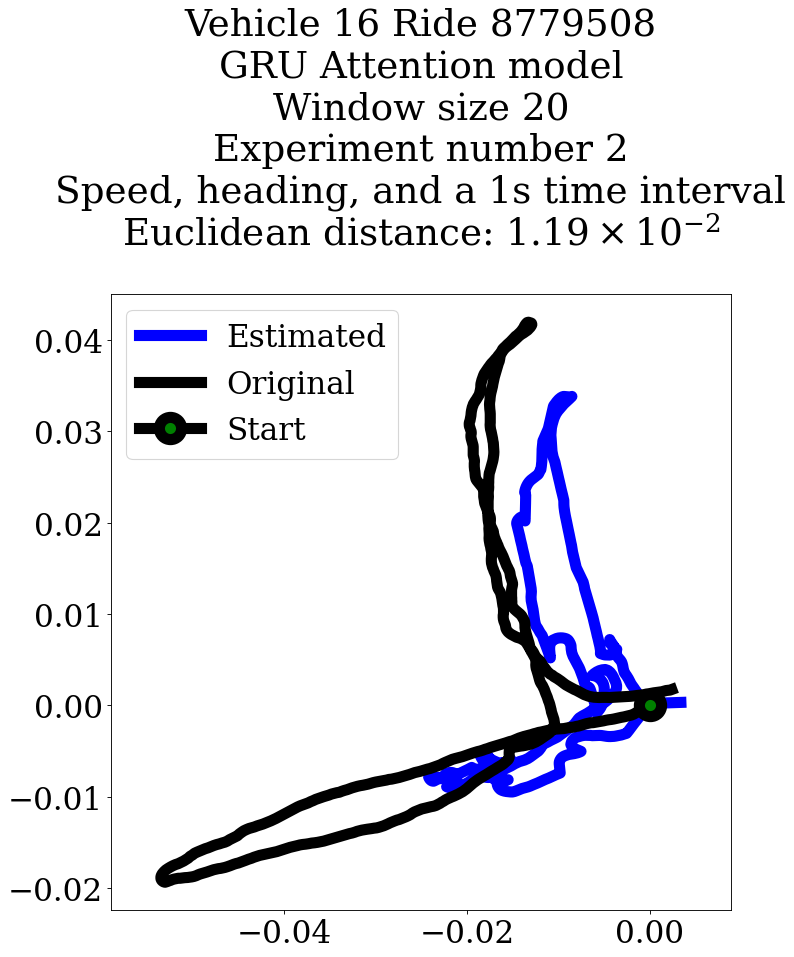 Vehicle 16 Ride 8779508
GRU Attention model
Window size 20
Experiment number 2
Speed, heading, and a 1s time interval
Euclidean distance: 1.19 × 10⁻²
Estimated
Original
Start
0.04
0.03
0.02
0.01
0.00
−0.01
−0.02
−0.04 −0.02 0.00